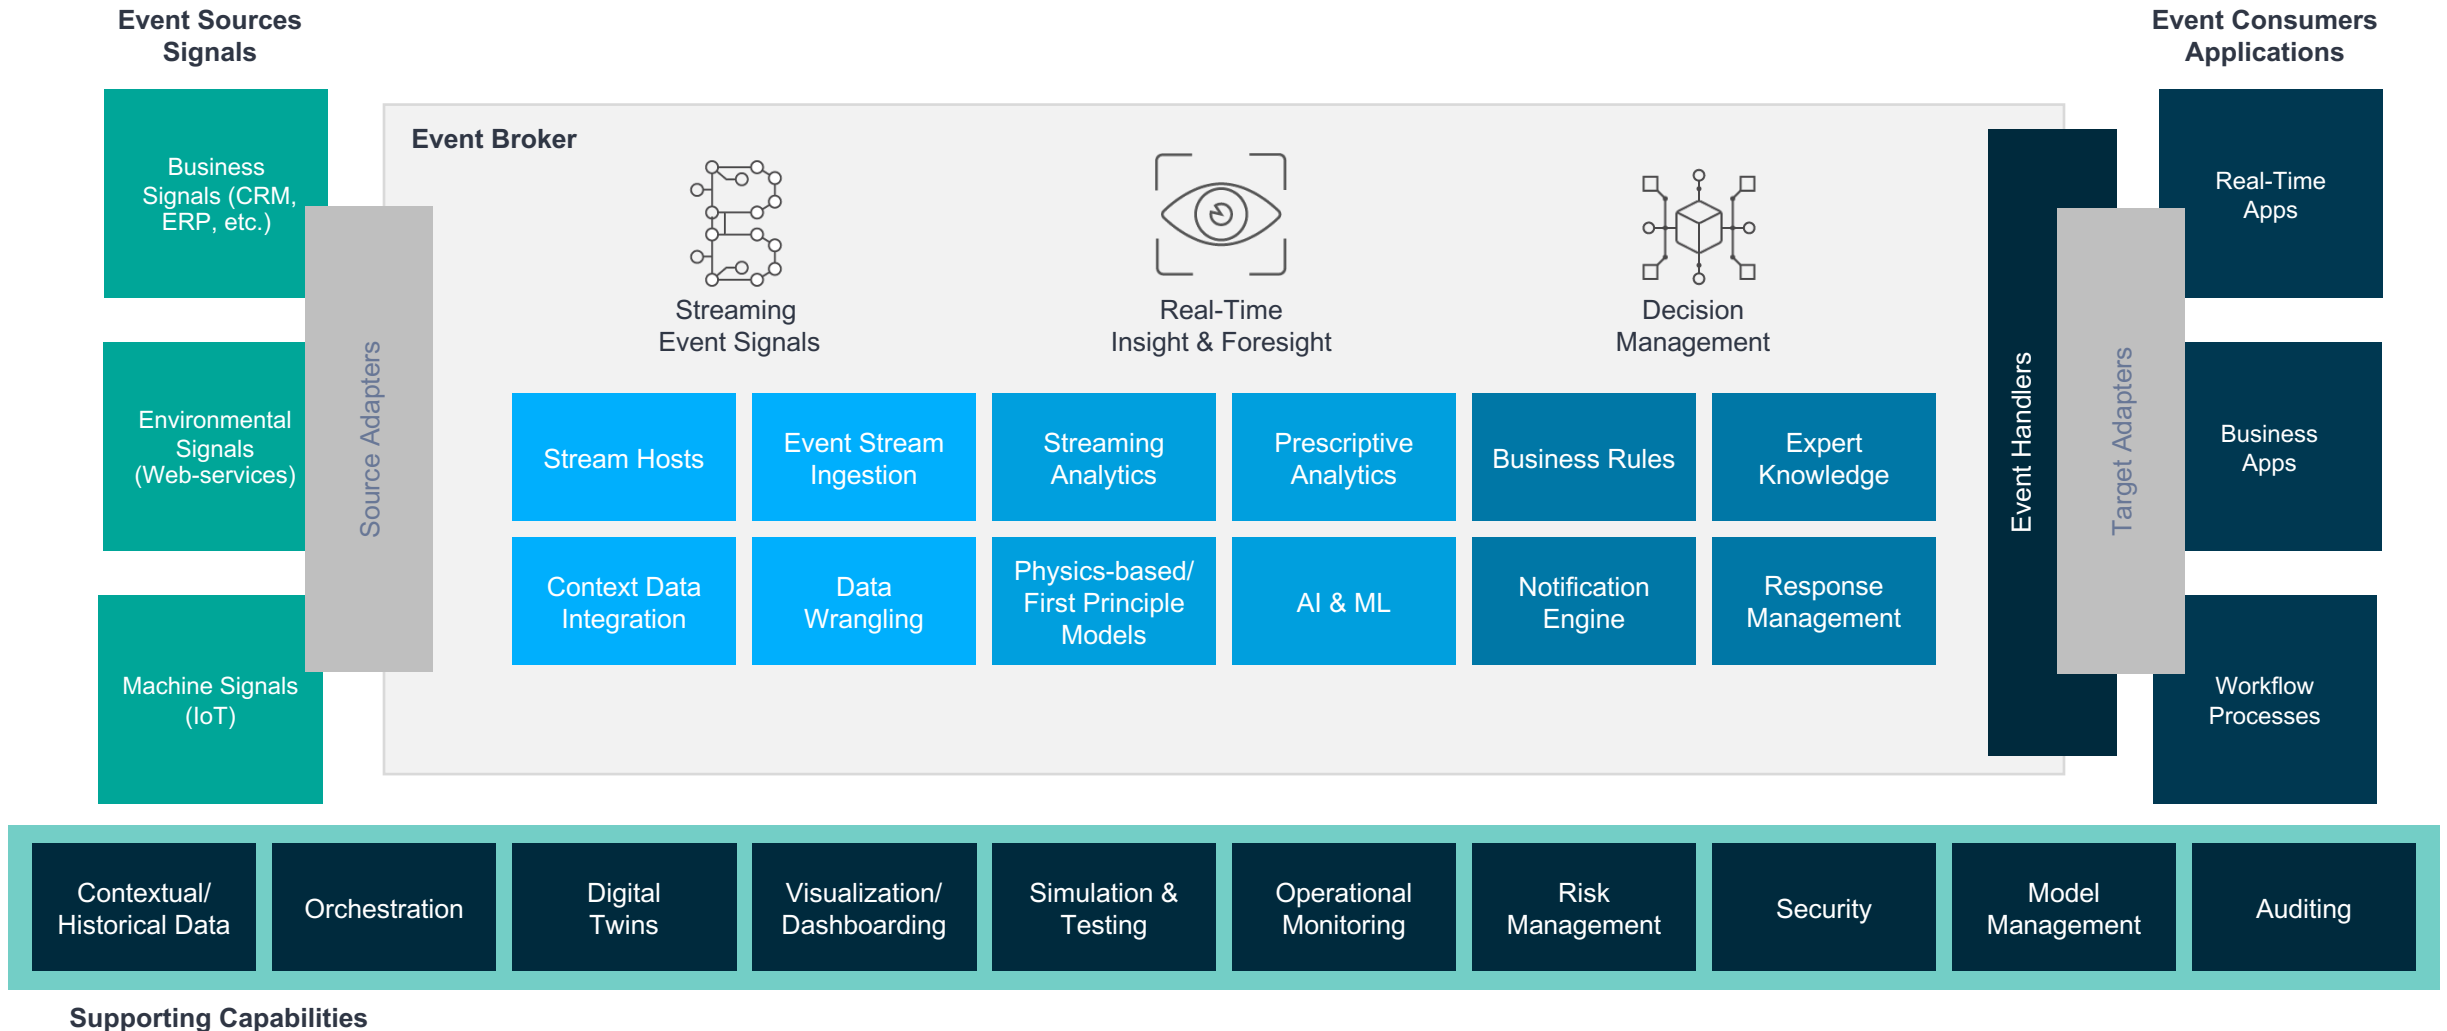 Event Sources
Signals
Event Consumers
Applications
Business
Signals (CRM,
ERP, etc.)
Environmental
Signals
(Web-services)
Machine Signals
(IoT)
Source Adapters
Event Broker
Streaming
Event Signals
Real-Time
Insight & Foresight
Decision
Management
Stream Hosts
Event Stream
Ingestion
Streaming
Analytics
Prescriptive
Analytics
Business Rules
Expert
Knowledge
Context Data
Integration
Data
Wrangling
Physics-based/
First Principle
Models
AI & ML
Notification
Engine
Response
Management
Event Handlers
Target Adapters
Real-Time
Apps
Business
Apps
Workflow
Processes
Contextual/
Historical Data
Orchestration
Digital
Twins
Visualization/
Dashboarding
Simulation &
Testing
Operational
Monitoring
Risk
Management
Security
Model
Management
Auditing
Supporting Capabilities